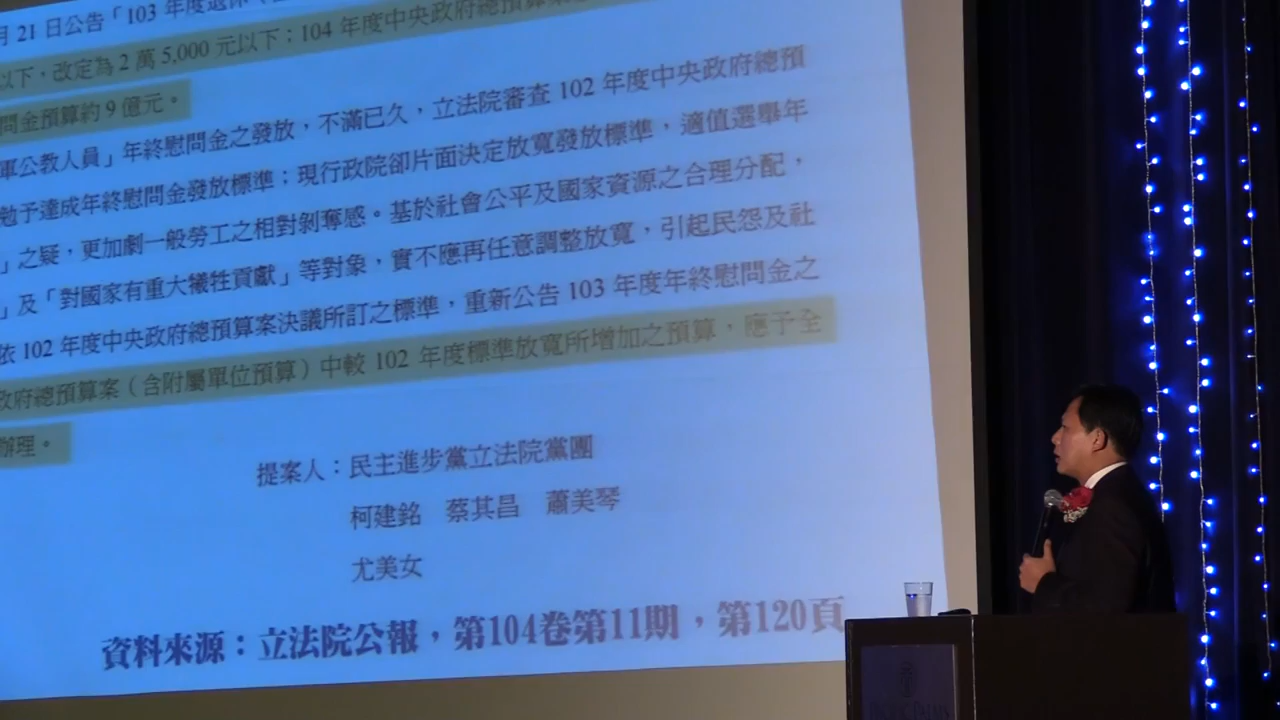 月 21 日公告「103 年度退休（
以下，改定為 2 萬 5,000 元以下；104 年度中央政府總預算案
問金預算約 9 億元。
軍公教人員」年終慰問金之發放，不滿已久，立法院審查 102 年度中央政府總預
勉予達成年終慰問金發放標準；現行政院卻片面決定放寬發放標準，適值選舉年
」之疑，更加劇一般勞工之相對剝奪感。基於社會公平及國家資源之合理分配，
」及「對國家有重大犧牲貢獻」等對象，實不應再任意調整放寬，引起民怨及社
依 102 年度中央政府總預算案決議所訂之標準，重新公告 103 年度年終慰問金之
政府總預算案（含附屬單位預算）中較 102 年度標準放寬所增加之預算，應予全
辦理。
提案人：民主進步黨立法院黨團
柯建銘 蔡其昌 蕭美琴
尤美女
資料來源：立法院公報，第104卷第11期，第120頁